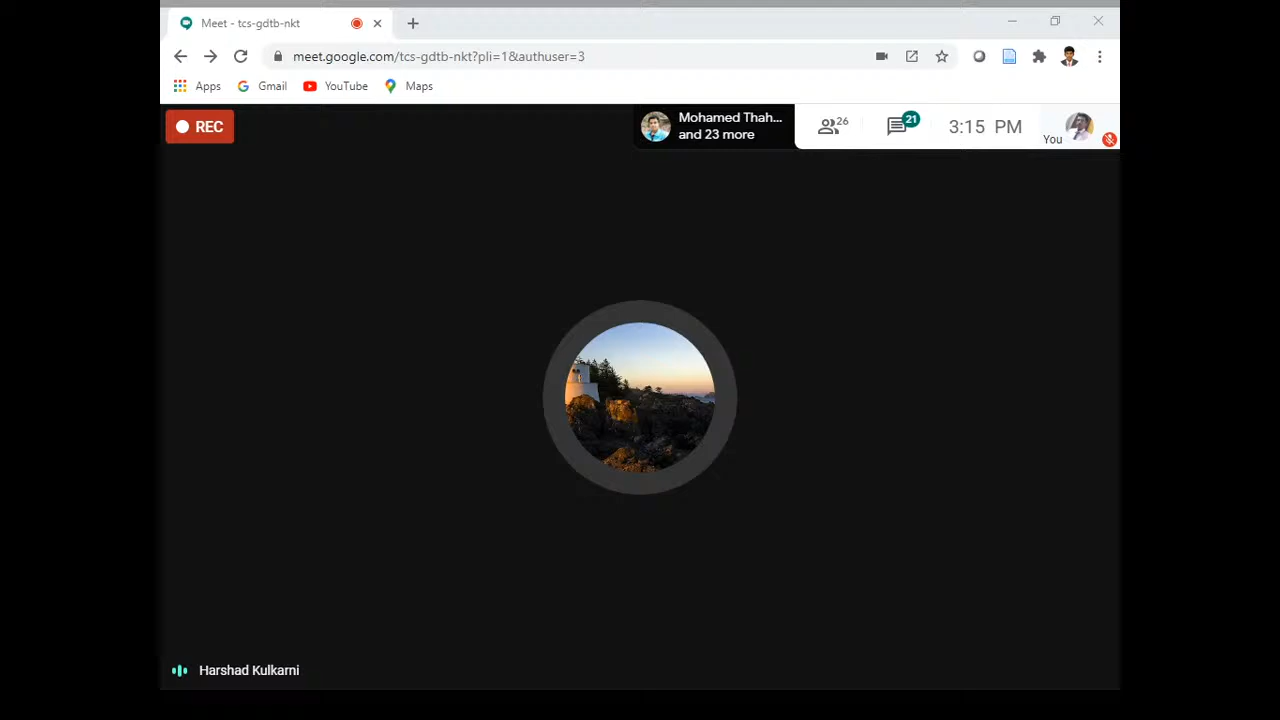 Meet - tcs-gdtb-nkt
meet.google.com/tcs-gdtb-nkt?pli=1&authuser=3
Apps Gmail YouTube Maps
REC
Mohamed Thah...
and 23 more
26
21
3:15 PM
You
Harshad Kulkarni